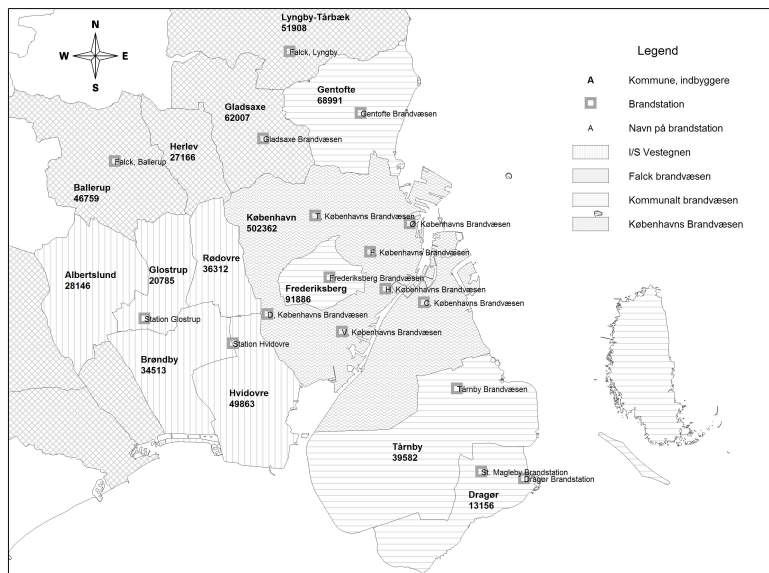 Lyngby-Tårbæk
51908
Falck, Lyngby
N
W E
S
Gentofte
68991
Gentofte Brandvæsen
Gladsaxe
62007
Gladsaxe Brandvæsen
Herlev
27166
Falck, Ballerup
Ballerup
46759
København
502362
T. Københavns Brandvæsen
Ø. Københavns Brandvæsen
F. Københavns Brandvæsen
Rødovre
36312
Albertslund
28146
Glostrup
20785
Frederiksberg Brandvæsen
Frederiksberg
91886
H. Københavns Brandvæsen
C. Københavns Brandvæsen
D. Københavns Brandvæsen
Station Glostrup
V. Københavns Brandvæsen
Station Hvidovre
Brøndby
34513
Hvidovre
49863
Tårnby Brandvæsen
Tårnby
39582
St. Magleby Brandstation
Dragør Brandstation
Dragør
13156
Legend
A Kommune, indbyggere
Brandstation
A Navn på brandstation
I/S Vestegnen
Falck brandvæsen
Kommunalt brandvæsen
Københavns Brandvæsen